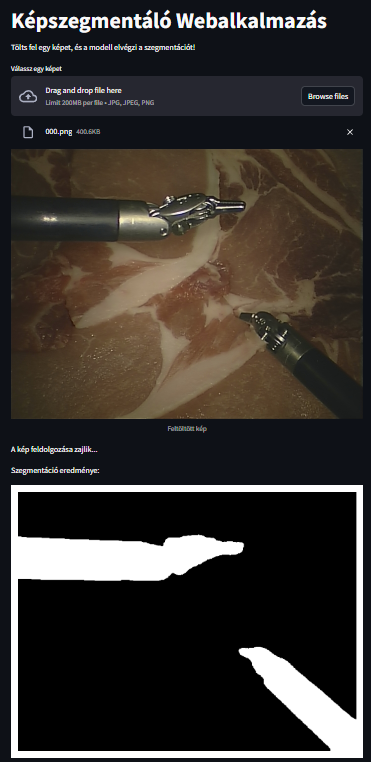 Képszegmentáló Webalkalmazás
Tölts fel egy képet, és a modell elvégzi a szegmentációt!
Válassz egy képet
Drag and drop file here
Limit 200MB per file • JPG, JPEG, PNG
Browse files
000.png 400.6KB
Feltöltött kép
A kép feldolgozása zajlik...
Szegmentáció eredménye: